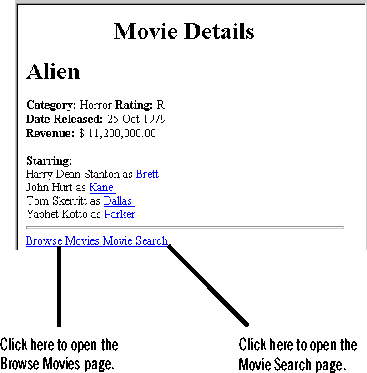 Movie Details
Alien
Category: Horror Rating: R
Date Released: 25 Oct 1979
Revenue: $ 11,200,000.00
Starring:
Harry Dean Stanton as Brett
John Hurt as Kane
Tom Skerritt as Dallas
Yaphet Kotto as Parker
Browse Movies Movie Search
Click here to open the
Browse Movies page.
Click here to open the
Movie Search page.